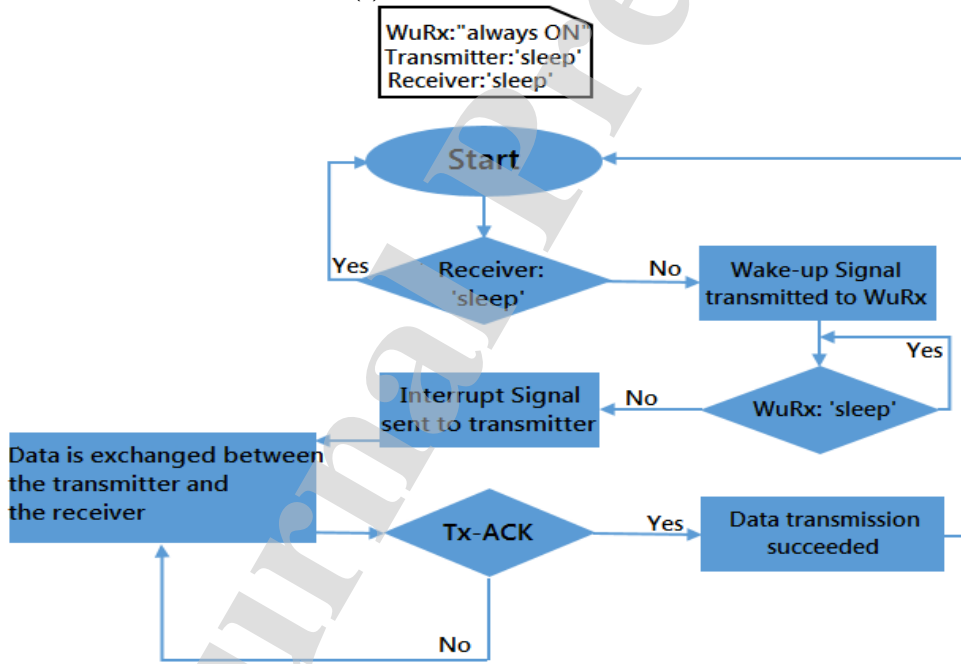 WuRx:"always ON"
Transmitter:'sleep'
Receiver:'sleep'
Start
Receiver:
'sleep'
Yes
No
Wake-up Signal
transmitted to WuRx
Yes
WuRx: 'sleep'
No
Interrupt Signal
sent to transmitter
Data is exchanged between
the transmitter and
the receiver
Tx-ACK
Yes
Data transmission
succeeded
No